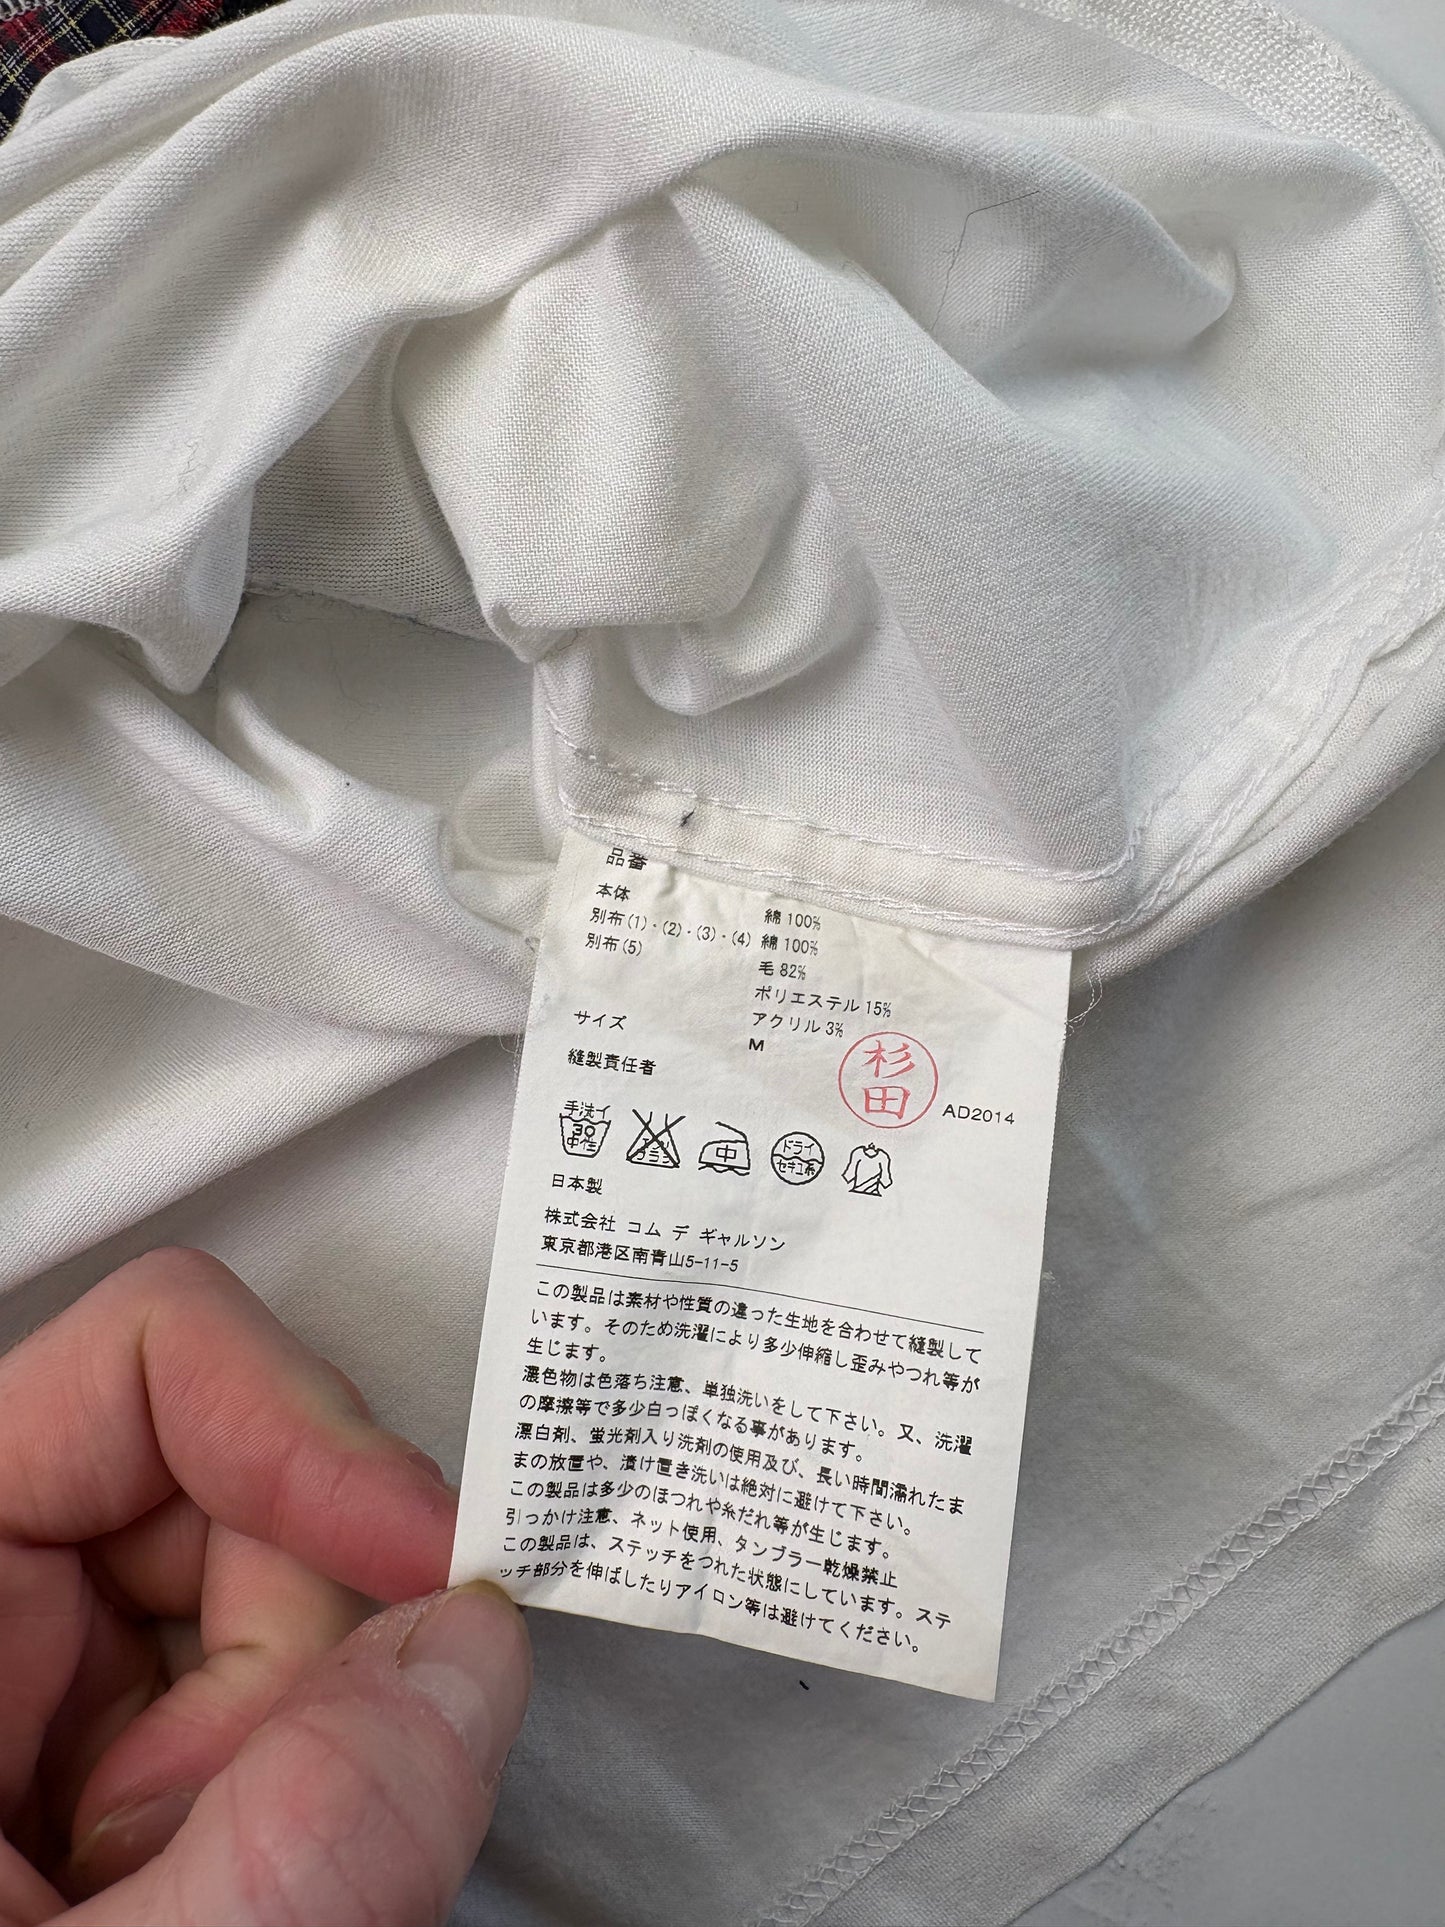 品番
本体 綿 100%
別布(1)・(2)・(3)・(4) 綿 100%
別布(5) 毛 82%
ポリエステル 15%
アクリル 3%
サイズ M
縫製責任者 杉田 AD2014
手洗イ 30 中性 エンソ サラシ 中 ドライ セキユ系
日本製
株式会社 コム デ ギャルソン
東京都港区南青山5-11-5
この製品は素材や性質の違った生地を合わせて縫製して
います。そのため洗濯により多少伸縮し歪みやつれ等が
生じます。
濃色物は色落ち注意、単独洗いをして下さい。又、洗濯
の摩擦等で多少白っぽくなる事があります。
漂白剤、蛍光剤入り洗剤の使用及び、長い時間濡れたま
まの放置や、漬け置き洗いは絶対に避けて下さい。
この製品は多少のほつれや糸だれ等が生じます。
引っかけ注意、ネット使用、タンブラー乾燥禁止
この製品は、ステッチをつれた状態にしています。ステ
ッチ部分を伸ばしたりアイロン等は避けてください。